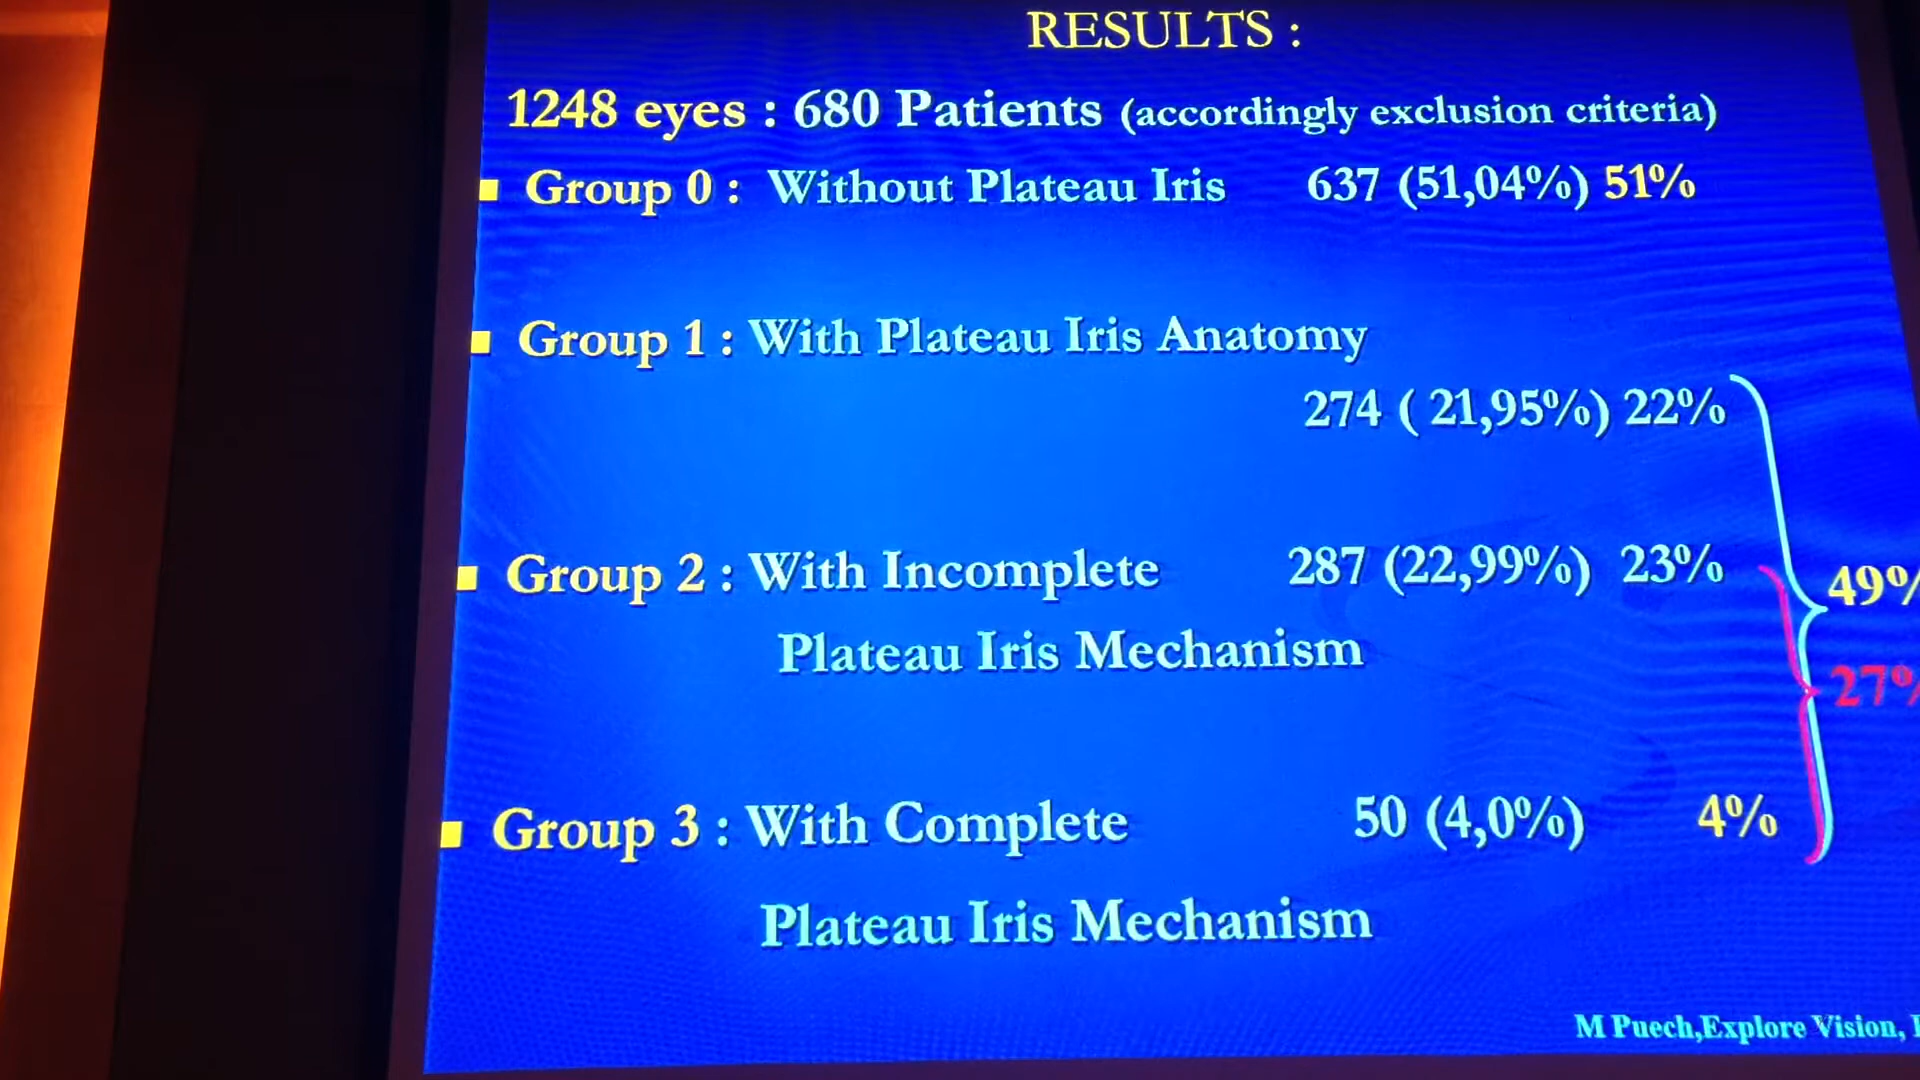 RESULTS :
1248 eyes : 680 Patients (accordingly exclusion criteria)
Group 0 : Without Plateau Iris 637 (51,04%) 51%
Group 1 : With Plateau Iris Anatomy
274 ( 21,95%) 22%
Group 2 : With Incomplete 287 (22,99%) 23%
49%
Plateau Iris Mechanism
27%
Group 3 : With Complete 50 (4,0%) 4%
Plateau Iris Mechanism
M Puech,Explore Vision,